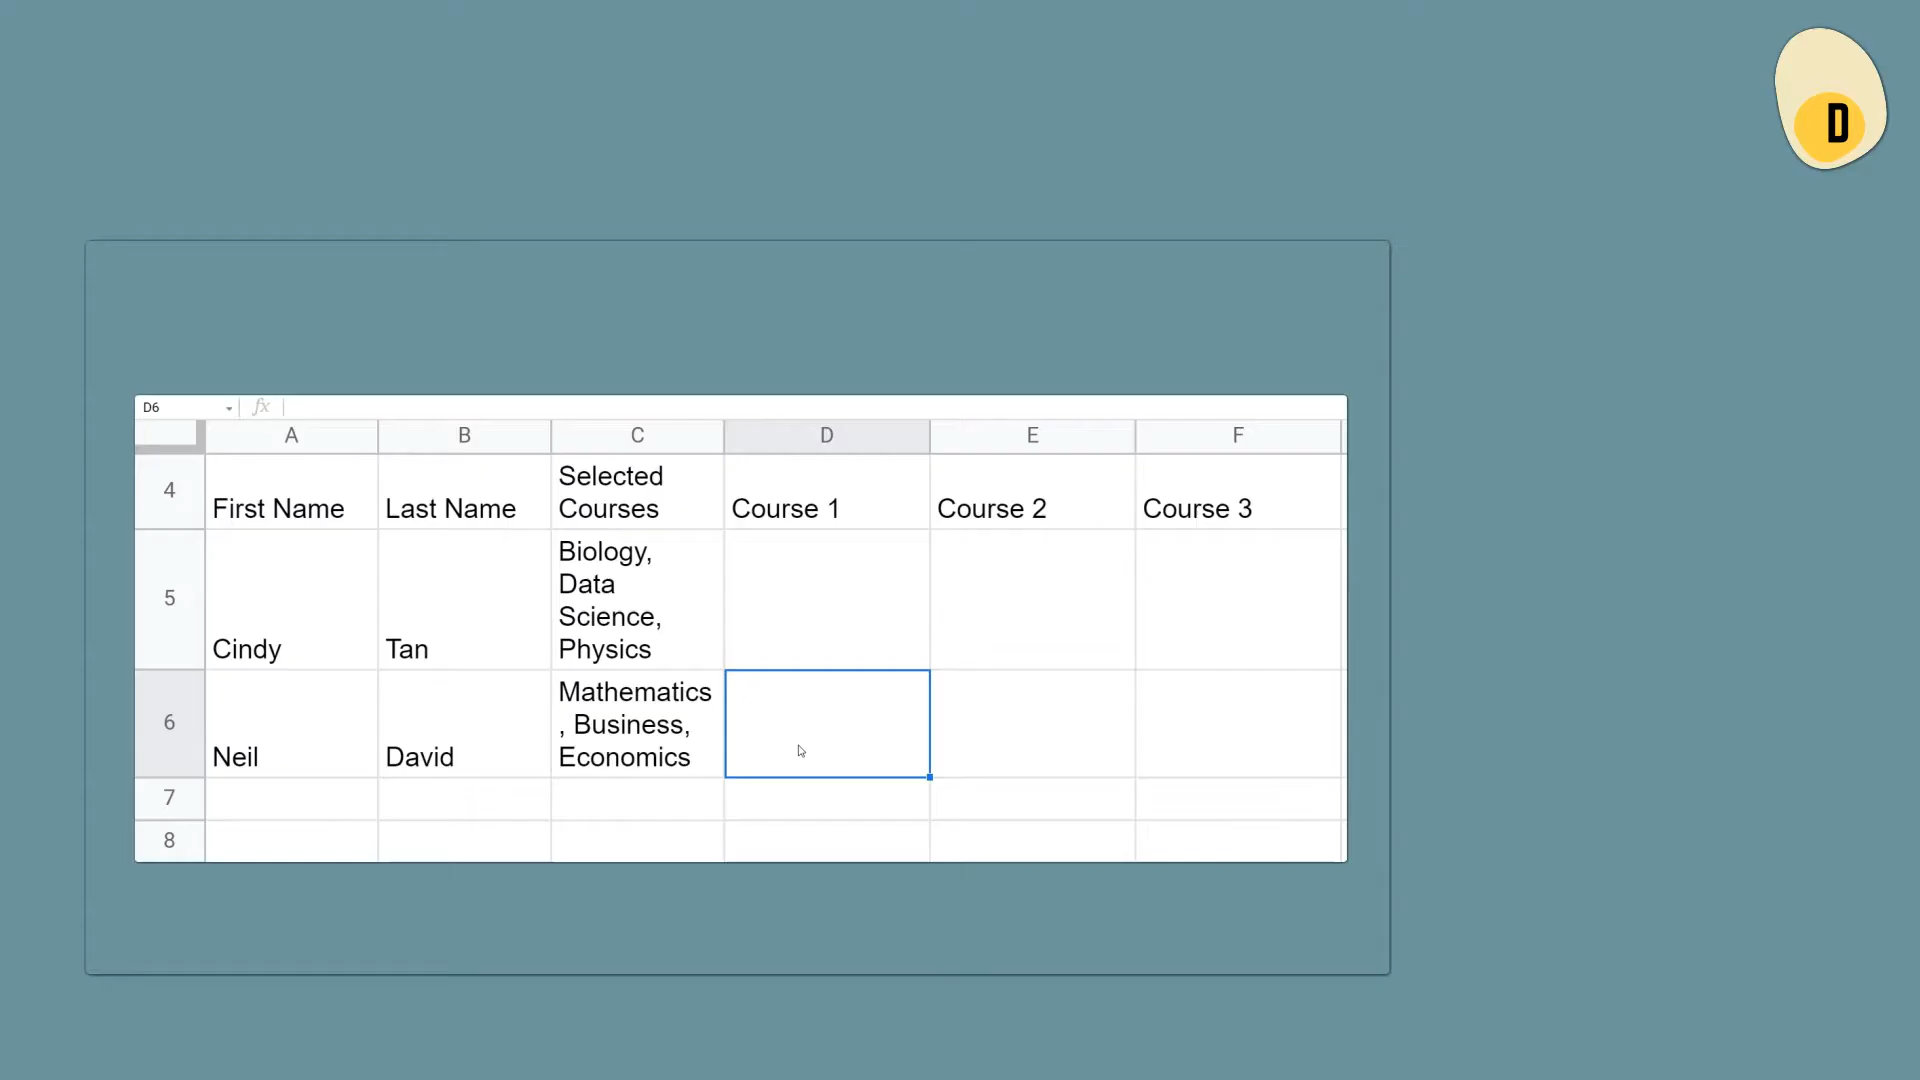 D
D6
fx
A B C D E F
4 First Name Last Name Selected Courses Course 1 Course 2 Course 3
5 Cindy Tan Biology, Data Science, Physics
6 Neil David Mathematics, Business, Economics
7
8